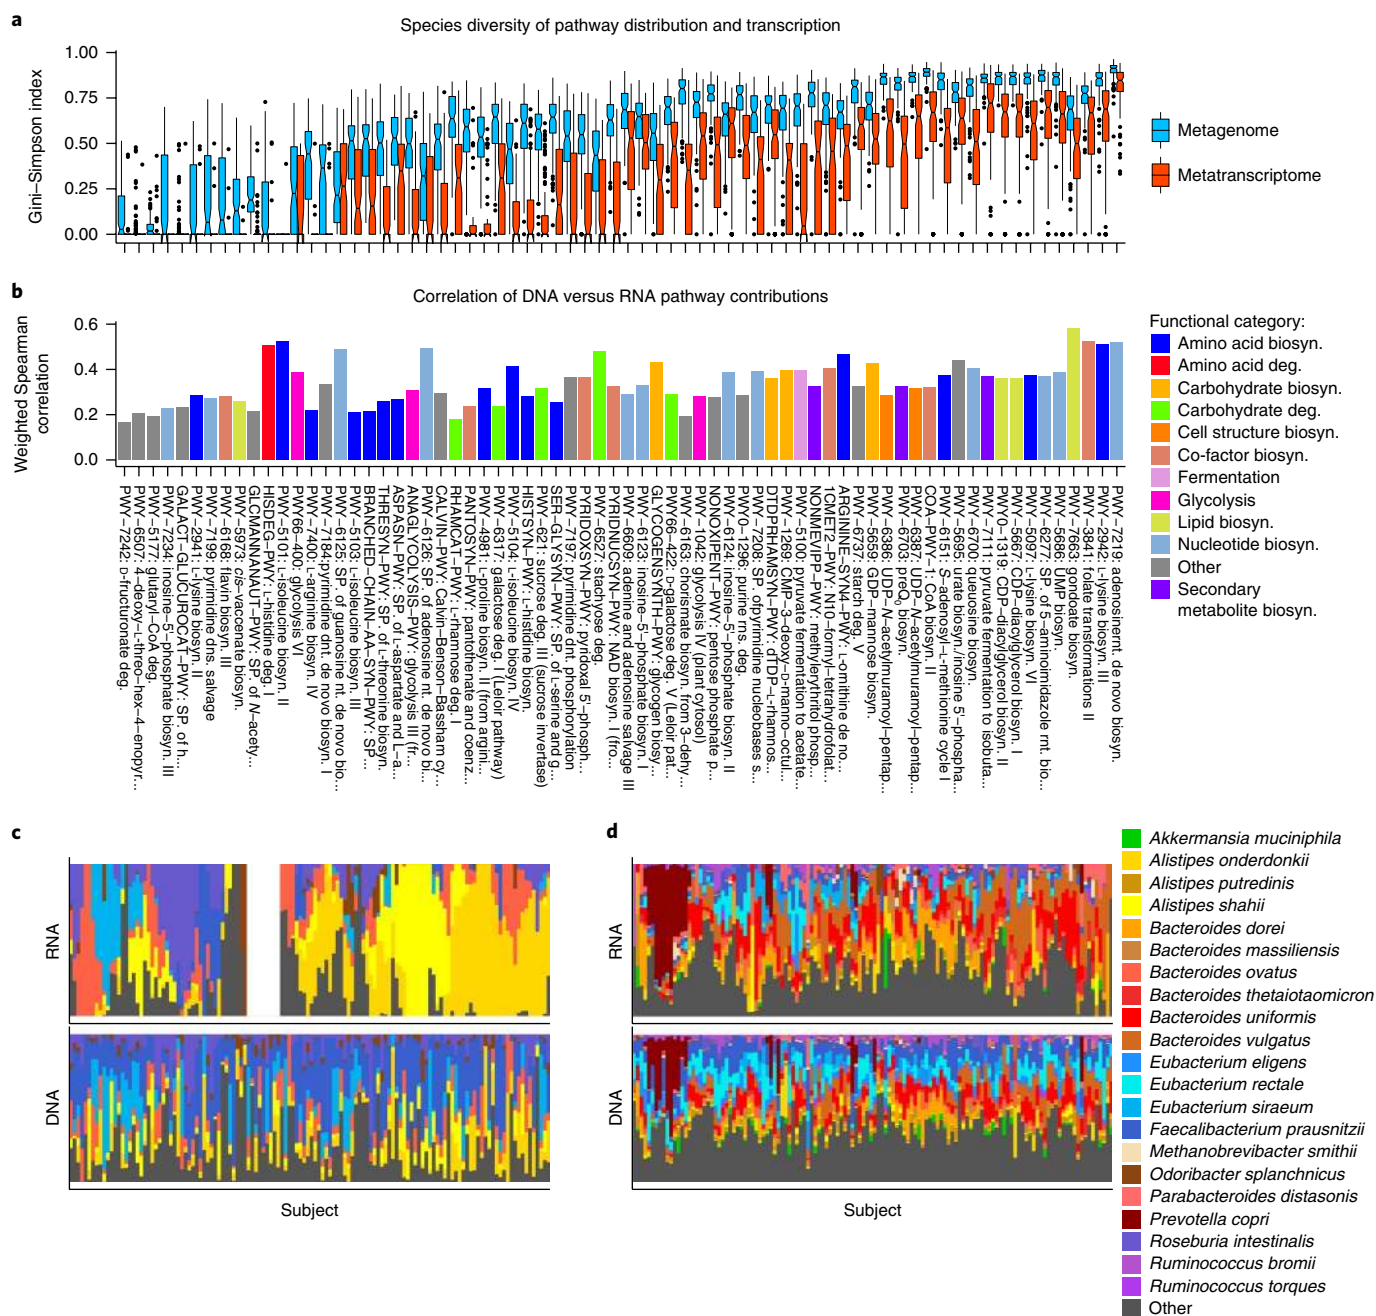 a
Species diversity of pathway distribution and transcription
Gini–Simpson index
1.00
0.75
0.50
0.25
0.00
Metagenome
Metatranscriptome
b
Correlation of DNA versus RNA pathway contributions
Weighted Spearman
correlation
0.6
0.4
0.2
0.0
Functional category:
Amino acid biosyn.
Amino acid deg.
Carbohydrate biosyn.
Carbohydrate deg.
Cell structure biosyn.
Co-factor biosyn.
Fermentation
Glycolysis
Lipid biosyn.
Nucleotide biosyn.
Other
Secondary
metabolite biosyn.
PWY–7242: D-fructuronate deg.
PWY–6507: 4–deoxy–L–threo–hex–4–enopyr...
PWY–5177: glutaryl–CoA deg.
PWY–7234: inosine–5'–phosphate biosyn. III
GALACT–GLUCUROCAT–PWY: SP. of h...
PWY–2941: L-lysine biosyn. II
PWY–7199: pyrimidine dns. salvage
PWY–6168: flavin biosyn. III
PWY–5973: cis–vaccenate biosyn.
GLCMANNANAUT–PWY: SP. of N–acety...
HISDEG–PWY: L-histidine deg. I
PWY–5101: L-isoleucine biosyn. II
PWY66–400: glycolysis VI
PWY–7400: L-arginine biosyn. IV
PWY–7184:pyrimidine dnt. de novo biosyn. I
PWY–6125: SP. of guanosine nt. de novo bio...
PWY–5103: L-isoleucine biosyn. III
BRANCHED–CHAIN–AA–SYN–PWY: SP...
THRESYN–PWY: SP. of L-threonine biosyn.
ASPASN–PWY: SP. of L-aspartate and L–a...
ANAGLYCOLYSIS–PWY: glycolysis III (fr...
PWY–6126: SP. of adenosine nt. de novo bi...
CALVIN–PWY: Calvin–Benson–Bassham cy...
RHAMCAT–PWY: L-rhamnose deg. I
PANTOSYN–PWY: pantothenate and coenz...
PWY–4981: L-proline biosyn. II (from argini...
PWY–6317: galactose deg. I (Leloir pathway)
PWY–5104: L-isoleucine biosyn. IV
HISTSYN–PWY: L-histidine biosyn.
PWY–621: sucrose deg. III (sucrose invertase)
SER–GLYSYN–PWY: SP. of L-serine and g...
PWY–7197: pyrimidine dnt. phosphorylation
PYRIDOXSYN–PWY: pyridoxal 5'–phosph...
PWY–6527: stachyose deg.
PYRIDNUCSYN–PWY: NAD biosyn. I (fro...
PWY–6609: adenine and adenosine salvage III
PWY–6123: inosine–5'–phosphate biosyn. I
GLYCOGENSYNTH–PWY: glycogen biosy...
PWY66–422: D-galactose deg. V (Leloir pat...
PWY–6163: chorismate biosyn. from 3–dehy...
PWY–1042: glycolysis IV (plant cytosol)
NONOXIPENT–PWY: pentose phosphate p...
PWY–6124: inosine–5'–phosphate biosyn. II
PWY0–1296: purine rns. deg.
PWY–7208: SP. ofpyrimidine nucleobases s...
DTDPRHAMSYN–PWY: dTDP–L-rhamnos...
PWY–1269: CMP–3–deoxy–D-manno–octul...
PWY–5100: pyruvate fermentation to acetate...
NONMEVIPP–PWY: methylerythritol phosp...
1CMET2–PWY: N10–formyl–tetrahydrofolat...
ARGININE–SYN4–PWY: L-ornithine de no...
PWY–6737: starch deg. V
PWY–5659: GDP–mannose biosyn.
PWY–6386: UDP–N–acetylmuramoyl–pentap...
PWY–6703: preQ0 biosyn.
PWY–6387: UDP–N–acetylmuramoyl–pentap...
COA–PWY–1: CoA biosyn. II
PWY–6151: S–adenosyl–L–methionine cycle I
PWY–5695: urate biosyn./inosine 5'–phospha...
PWY–6700: queuosine biosyn.
PWY–7111: pyruvate fermentation to isobuta...
PWY0–1319: CDP–diacylglycerol biosyn. II
PWY–5667: CDP–diacylglycerol biosyn. I
PWY–5097: L-lysine biosyn. VI
PWY–6277: SP. of 5–aminoimidazole rnt. bio...
PWY–5686: UMP biosyn.
PWY–7663: gondoate biosyn.
PWY–3841: folate transformations II
PWY–2942: L-lysine biosyn. III
PWY–7219: adenosinernt. de novo biosyn.
c
RNA
DNA
Subject
d
RNA
DNA
Subject
Akkermansia muciniphila
Alistipes onderdonkii
Alistipes putredinis
Alistipes shahii
Bacteroides dorei
Bacteroides massiliensis
Bacteroides ovatus
Bacteroides thetaiotaomicron
Bacteroides uniformis
Bacteroides vulgatus
Eubacterium eligens
Eubacterium rectale
Eubacterium siraeum
Faecalibacterium prausnitzii
Methanobrevibacter smithii
Odoribacter splanchnicus
Parabacteroides distasonis
Prevotella copri
Roseburia intestinalis
Ruminococcus bromii
Ruminococcus torques
Other